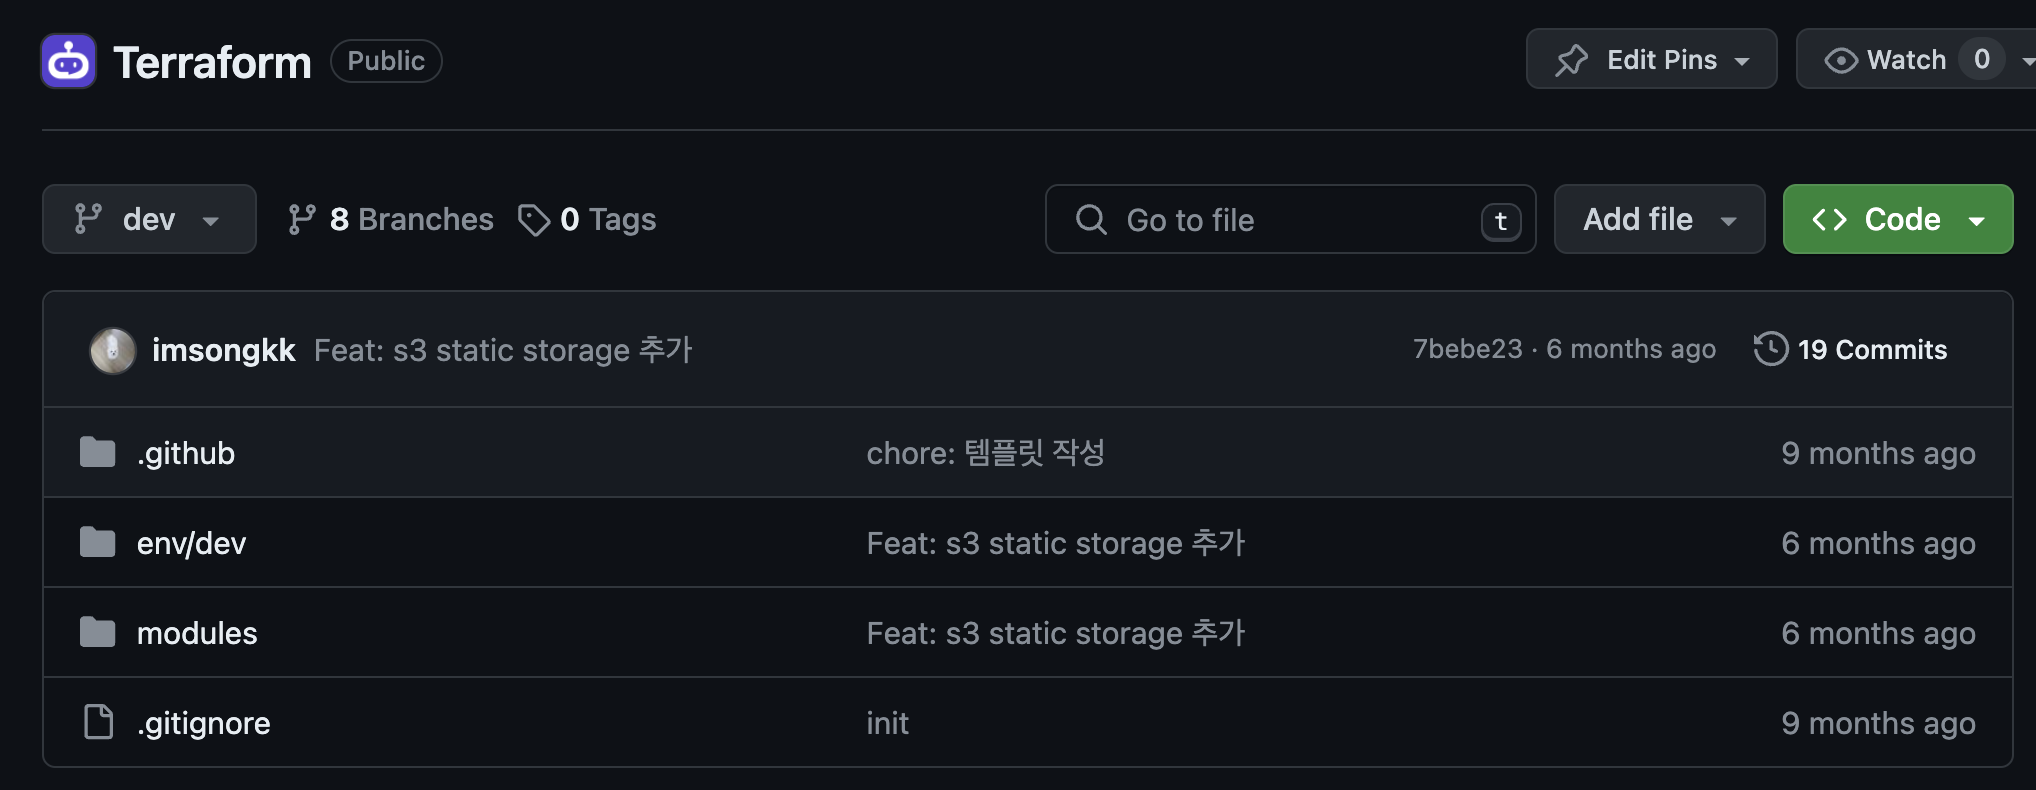 Terraform Public Edit Pins Watch 0
dev 8 Branches 0 Tags Go to file t Add file Code
imsongkk Feat: s3 static storage 추가 7bebe23 · 6 months ago 19 Commits
.github chore: 템플릿 작성 9 months ago
env/dev Feat: s3 static storage 추가 6 months ago
modules Feat: s3 static storage 추가 6 months ago
.gitignore init 9 months ago